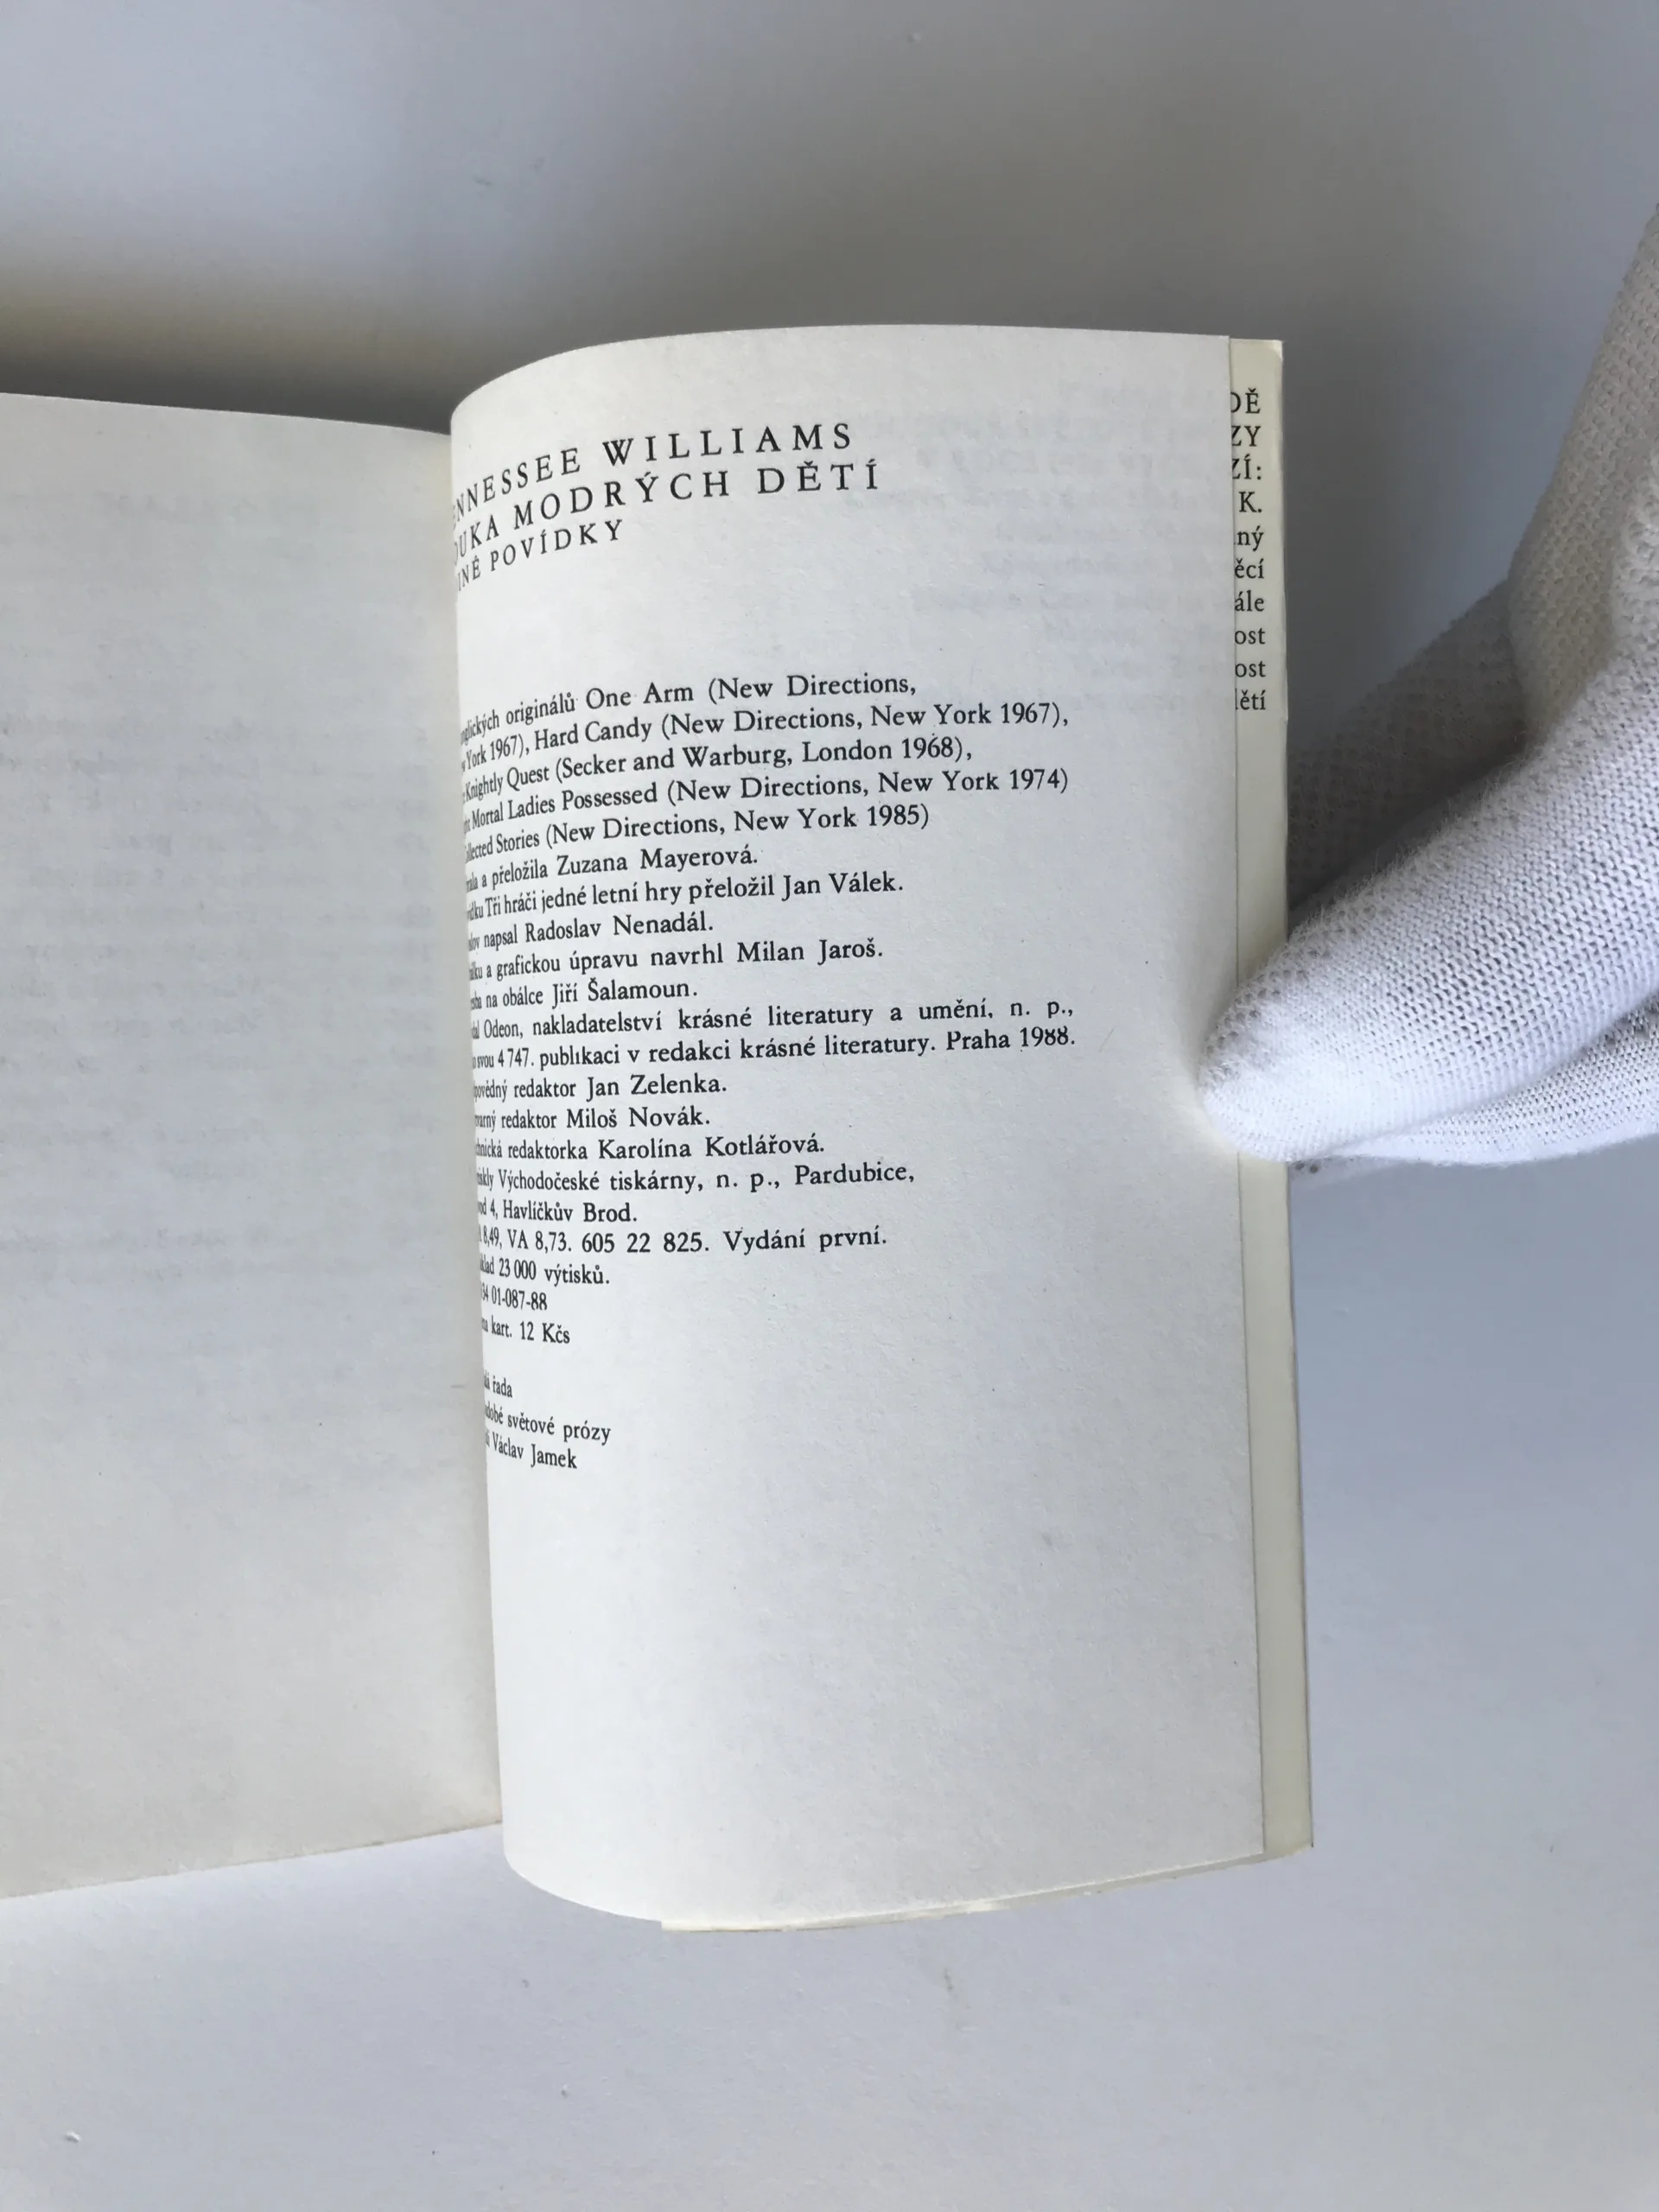 NNESSEE WILLIAMS
OUKA MODRÝCH DĚTÍ
INÉ POVÍDKY
glických originálů One Arm (New Directions,
York 1967), Hard Candy (New Directions, New York 1967),
Knightly Quest (Secker and Warburg, London 1968),
Mortal Ladies Possessed (New Directions, New York 1974)
llected Stories (New Directions, New York 1985)
a přeložila Zuzana Mayerová.
Tři hráči jedné letní hry přeložil Jan Válek.
napsal Radoslav Nenadál.
a grafickou úpravu navrhl Milan Jaroš.
na obálce Jiří Šalamoun.
Odeon, nakladatelství krásné literatury a umění, n. p.,
svou 4 747. publikaci v redakci krásné literatury. Praha 1988.
povědný redaktor Jan Zelenka.
redaktor Miloš Novák.
redaktorka Karolína Kotlářová.
Východočeské tiskárny, n. p., Pardubice,
4, Havlíčkův Brod.
8,49, VA 8,73. 605 22 825. Vydání první.
23 000 výtisků.
01-087-88
kart. 12 Kčs
řada
dobé světové prózy
Václav Jamek
DĚ
ZY
ZÍ:
K.
ný
ěcí
ále
ost
ost
dětí